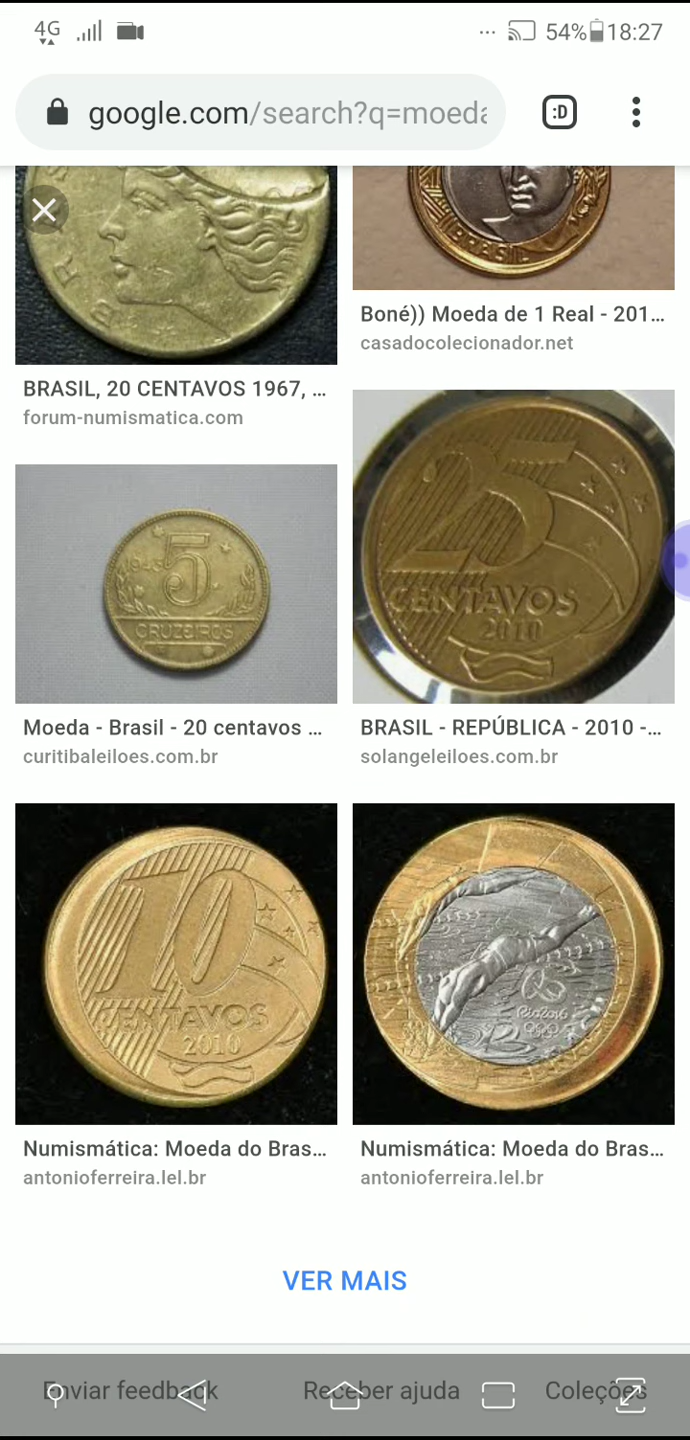 4G
54% 18:27
google.com/search?q=moeda
:D
BR
BRASIL
Boné)) Moeda de 1 Real - 201...
casadocolecionador.net
BRASIL, 20 CENTAVOS 1967, ...
forum-numismatica.com
25
CENTAVOS
2010
1943
5
CRUZEIROS
Moeda - Brasil - 20 centavos ...
curitibaleiloes.com.br
BRASIL - REPÚBLICA - 2010 -...
solangeleiloes.com.br
10
CENTAVOS
2010
Rio2016
Numismática: Moeda do Bras...
antonioferreira.lel.br
Numismática: Moeda do Bras...
antonioferreira.lel.br
VER MAIS
Enviar feedback
Receber ajuda
Coleções